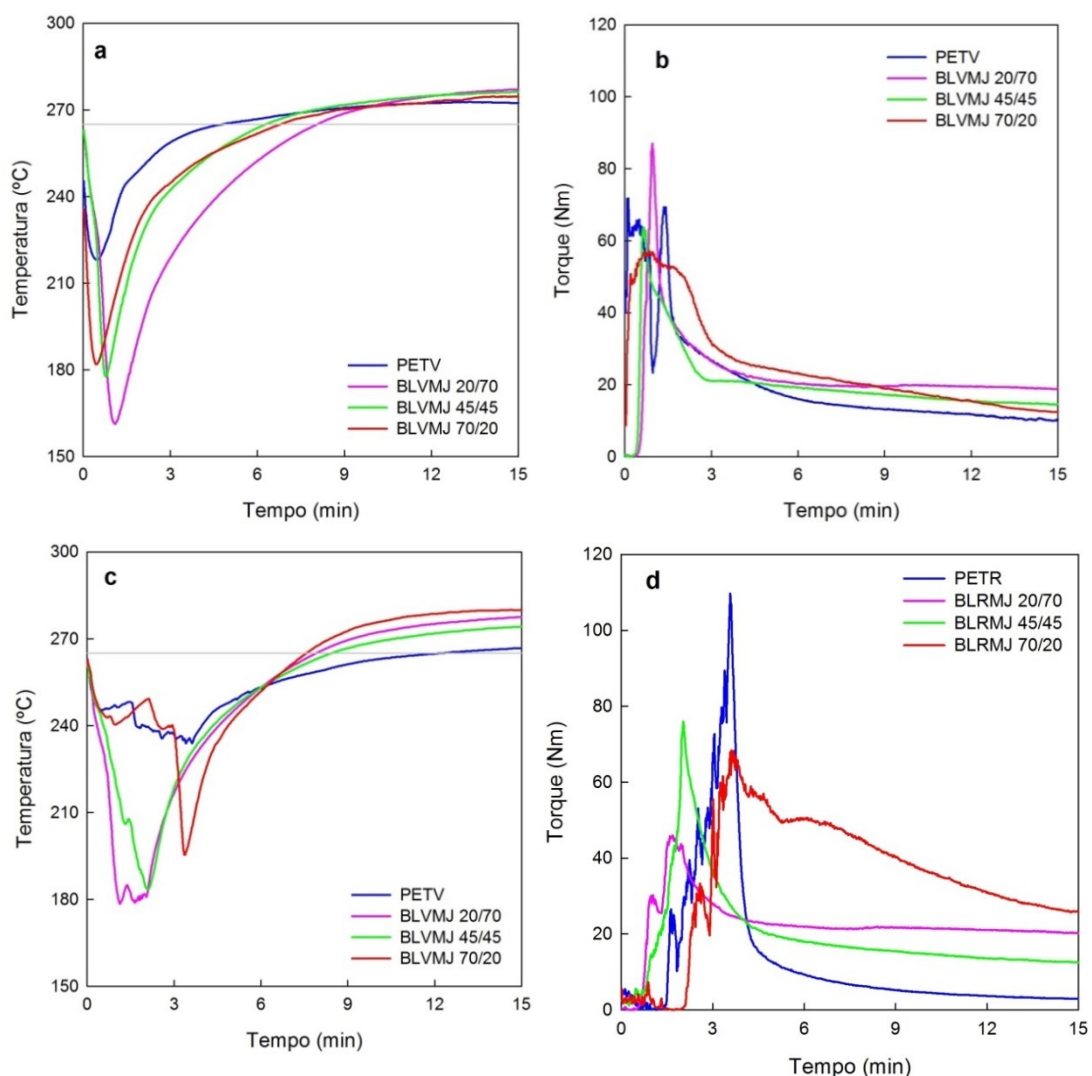 a
300
270
240
210
180
150
Temperatura (ºC)
PETV
BLVMJ 20/70
BLVMJ 45/45
BLVMJ 70/20
0 3 6 9 12 15
Tempo (min)
b
120
100
80
60
40
20
0
Torque (Nm)
PETV
BLVMJ 20/70
BLVMJ 45/45
BLVMJ 70/20
0 3 6 9 12 15
Tempo (min)
c
300
270
240
210
180
150
Temperatura (ºC)
PETV
BLVMJ 20/70
BLVMJ 45/45
BLVMJ 70/20
0 3 6 9 12 15
Tempo (min)
d
120
100
80
60
40
20
0
Torque (Nm)
PETR
BLRMJ 20/70
BLRMJ 45/45
BLRMJ 70/20
0 3 6 9 12 15
Tempo (min)